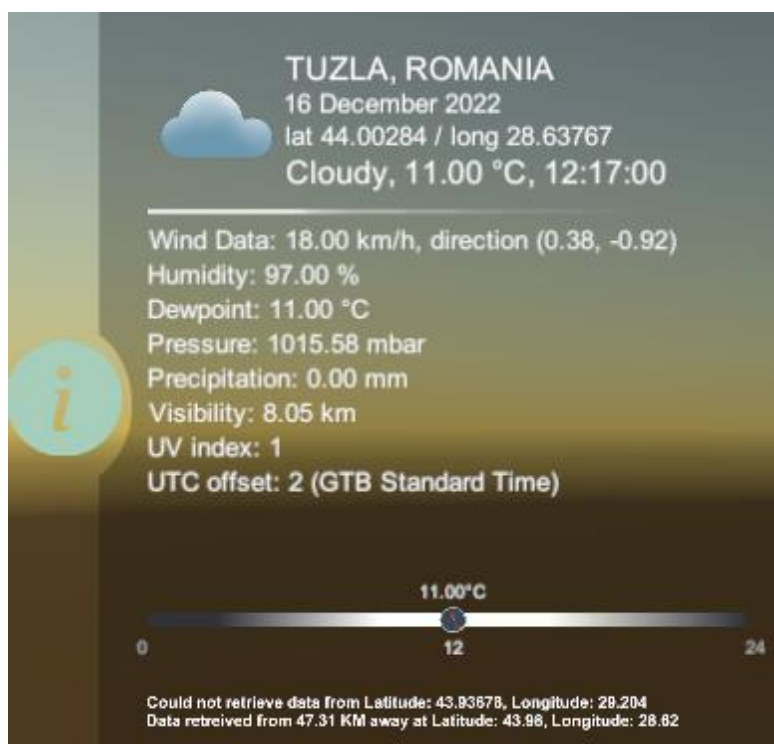 TUZLA, ROMANIA
16 December 2022
lat 44.00284 / long 28.63767
Cloudy, 11.00 °C, 12:17:00
Wind Data: 18.00 km/h, direction (0.38, -0.92)
Humidity: 97.00 %
Dewpoint: 11.00 °C
Pressure: 1015.58 mbar
Precipitation: 0.00 mm
Visibility: 8.05 km
i
UV index: 1
UTC offset: 2 (GTB Standard Time)
11.00°C
0 12 24
Could not retrieve data from Latitude: 43.93678, Longitude: 29.204
Data retreived from 47.31 KM away at Latitude: 43.98, Longitude: 28.62